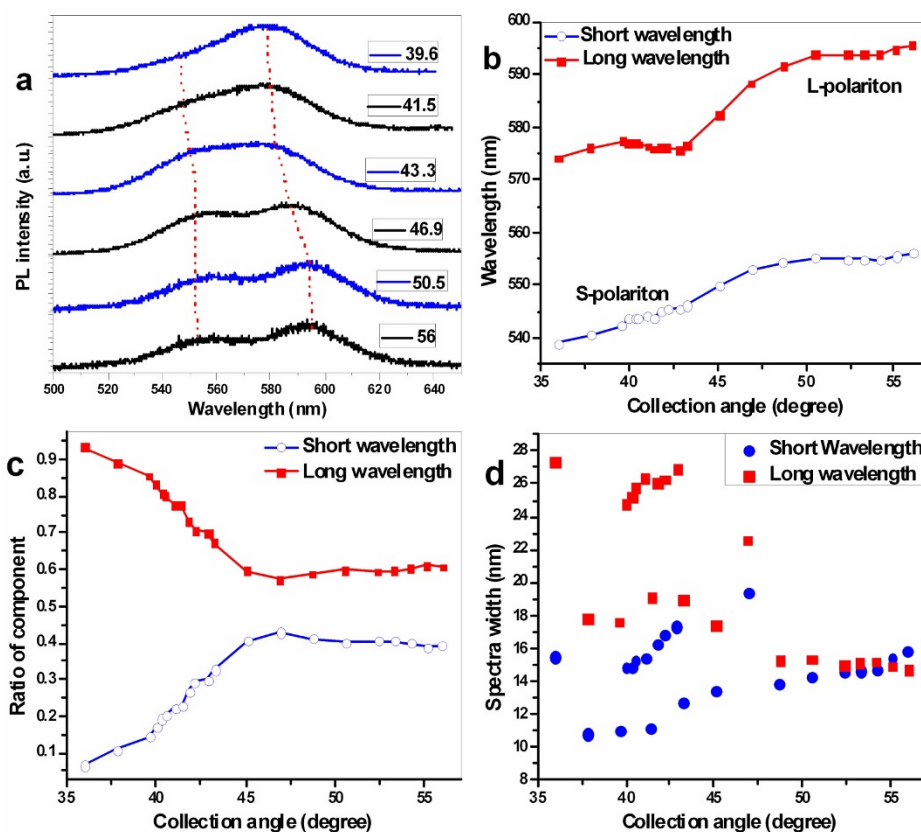 a
39.6
41.5
43.3
46.9
50.5
56
PL intensity (a.u.)
500 520 540 560 580 600 620 640
Wavelength (nm)
b
Short wavelength
Long wavelength
L-polariton
S-polariton
600
590
580
570
560
550
540
Wavelength (nm)
35 40 45 50 55
Collection angle (degree)
c
Short wavelength
Long wavelength
0.9
0.8
0.7
0.6
0.5
0.4
0.3
0.2
0.1
Ratio of component
35 40 45 50 55
Collection angle (degree)
d
Short Wavelength
Long wavelength
28
26
24
22
20
18
16
14
12
10
8
Spectra width (nm)
35 40 45 50 55
Collection angle (degree)